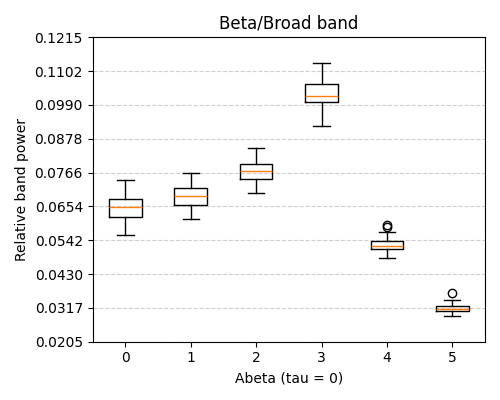 Beta/Broad band
0.1215
0.1102
0.0990
0.0878
0.0766
0.0654
0.0542
0.0430
0.0317
0.0205
Relative band power
0 1 2 3 4 5
Abeta (tau = 0)